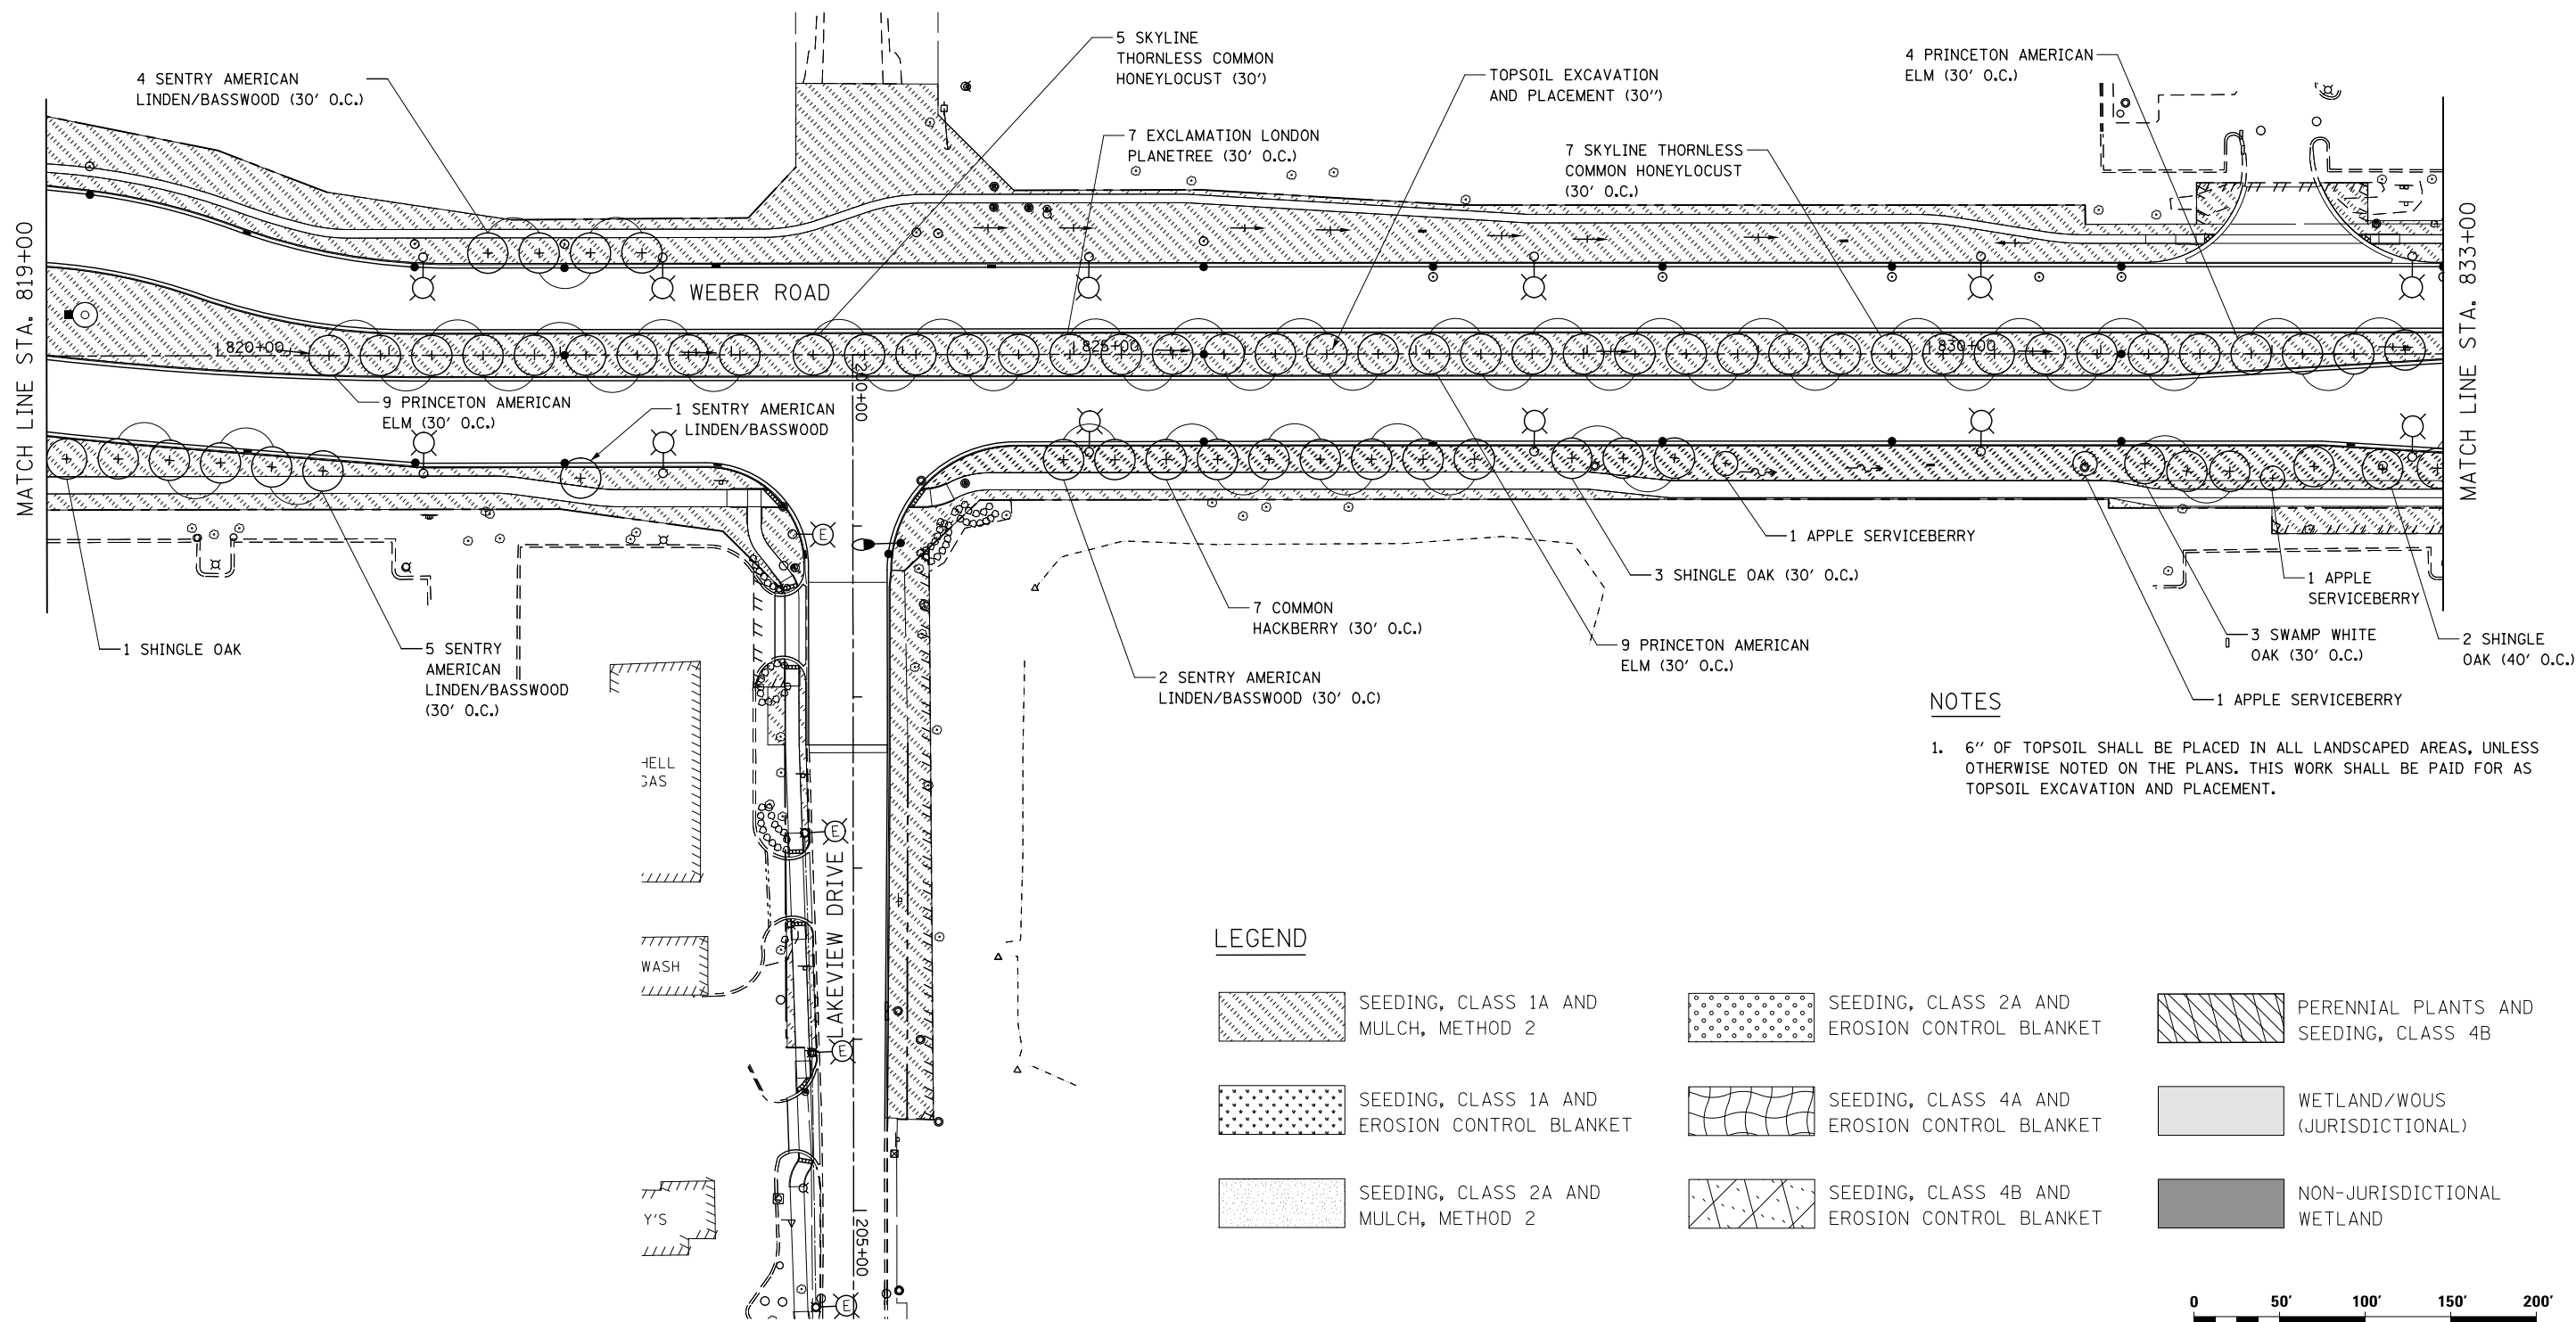 5 SKYLINE
THORNLESS COMMON
HONEYLOCUST (30')
4 PRINCETON AMERICAN
ELM (30' O.C.)
4 SENTRY AMERICAN
LINDEN/BASSWOOD (30' O.C.)
TOPSOIL EXCAVATION
AND PLACEMENT (30'')
7 EXCLAMATION LONDON
PLANETREE (30' O.C.)
7 SKYLINE THORNLESS
COMMON HONEYLOCUST
(30' O.C.)
MATCH LINE STA. 819+00
MATCH LINE STA. 833+00
WEBER ROAD
820+00
825+00
830+00
200+00
9 PRINCETON AMERICAN
ELM (30' O.C.)
1 SENTRY AMERICAN
LINDEN/BASSWOOD
E
1 APPLE SERVICEBERRY
3 SHINGLE OAK (30' O.C.)
1 APPLE
SERVICEBERRY
7 COMMON
HACKBERRY (30' O.C.)
1 SHINGLE OAK
5 SENTRY
AMERICAN
LINDEN/BASSWOOD
(30' O.C.)
9 PRINCETON AMERICAN
ELM (30' O.C.)
3 SWAMP WHITE
OAK (30' O.C.)
2 SHINGLE
OAK (40' O.C.)
2 SENTRY AMERICAN
LINDEN/BASSWOOD (30' O.C)
1 APPLE SERVICEBERRY
NOTES
1. 6'' OF TOPSOIL SHALL BE PLACED IN ALL LANDSCAPED AREAS, UNLESS
OTHERWISE NOTED ON THE PLANS. THIS WORK SHALL BE PAID FOR AS
TOPSOIL EXCAVATION AND PLACEMENT.
HELL
GAS
E
LAKEVIEW DRIVE
WASH
E
Y'S
205+00
E
LEGEND
SEEDING, CLASS 1A AND
MULCH, METHOD 2
SEEDING, CLASS 2A AND
EROSION CONTROL BLANKET
PERENNIAL PLANTS AND
SEEDING, CLASS 4B
SEEDING, CLASS 1A AND
EROSION CONTROL BLANKET
SEEDING, CLASS 4A AND
EROSION CONTROL BLANKET
WETLAND/WOUS
(JURISDICTIONAL)
SEEDING, CLASS 2A AND
MULCH, METHOD 2
SEEDING, CLASS 4B AND
EROSION CONTROL BLANKET
NON-JURISDICTIONAL
WETLAND
0 50' 100' 150' 200'